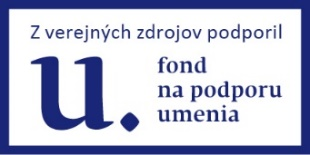 Z verejných zdrojov podporil
u.
fond
na podporu
umenia